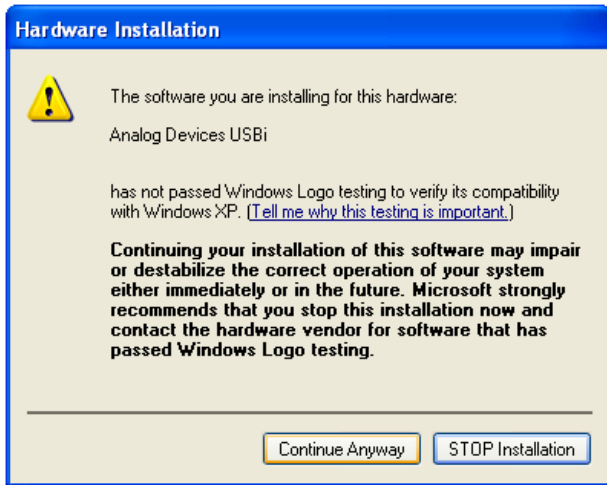 Hardware Installation
The software you are installing for this hardware:
Analog Devices USBi
has not passed Windows Logo testing to verify its compatibility
with Windows XP. (Tell me why this testing is important.)
Continuing your installation of this software may impair
or destabilize the correct operation of your system
either immediately or in the future. Microsoft strongly
recommends that you stop this installation now and
contact the hardware vendor for software that has
passed Windows Logo testing.
Continue Anyway STOP Installation